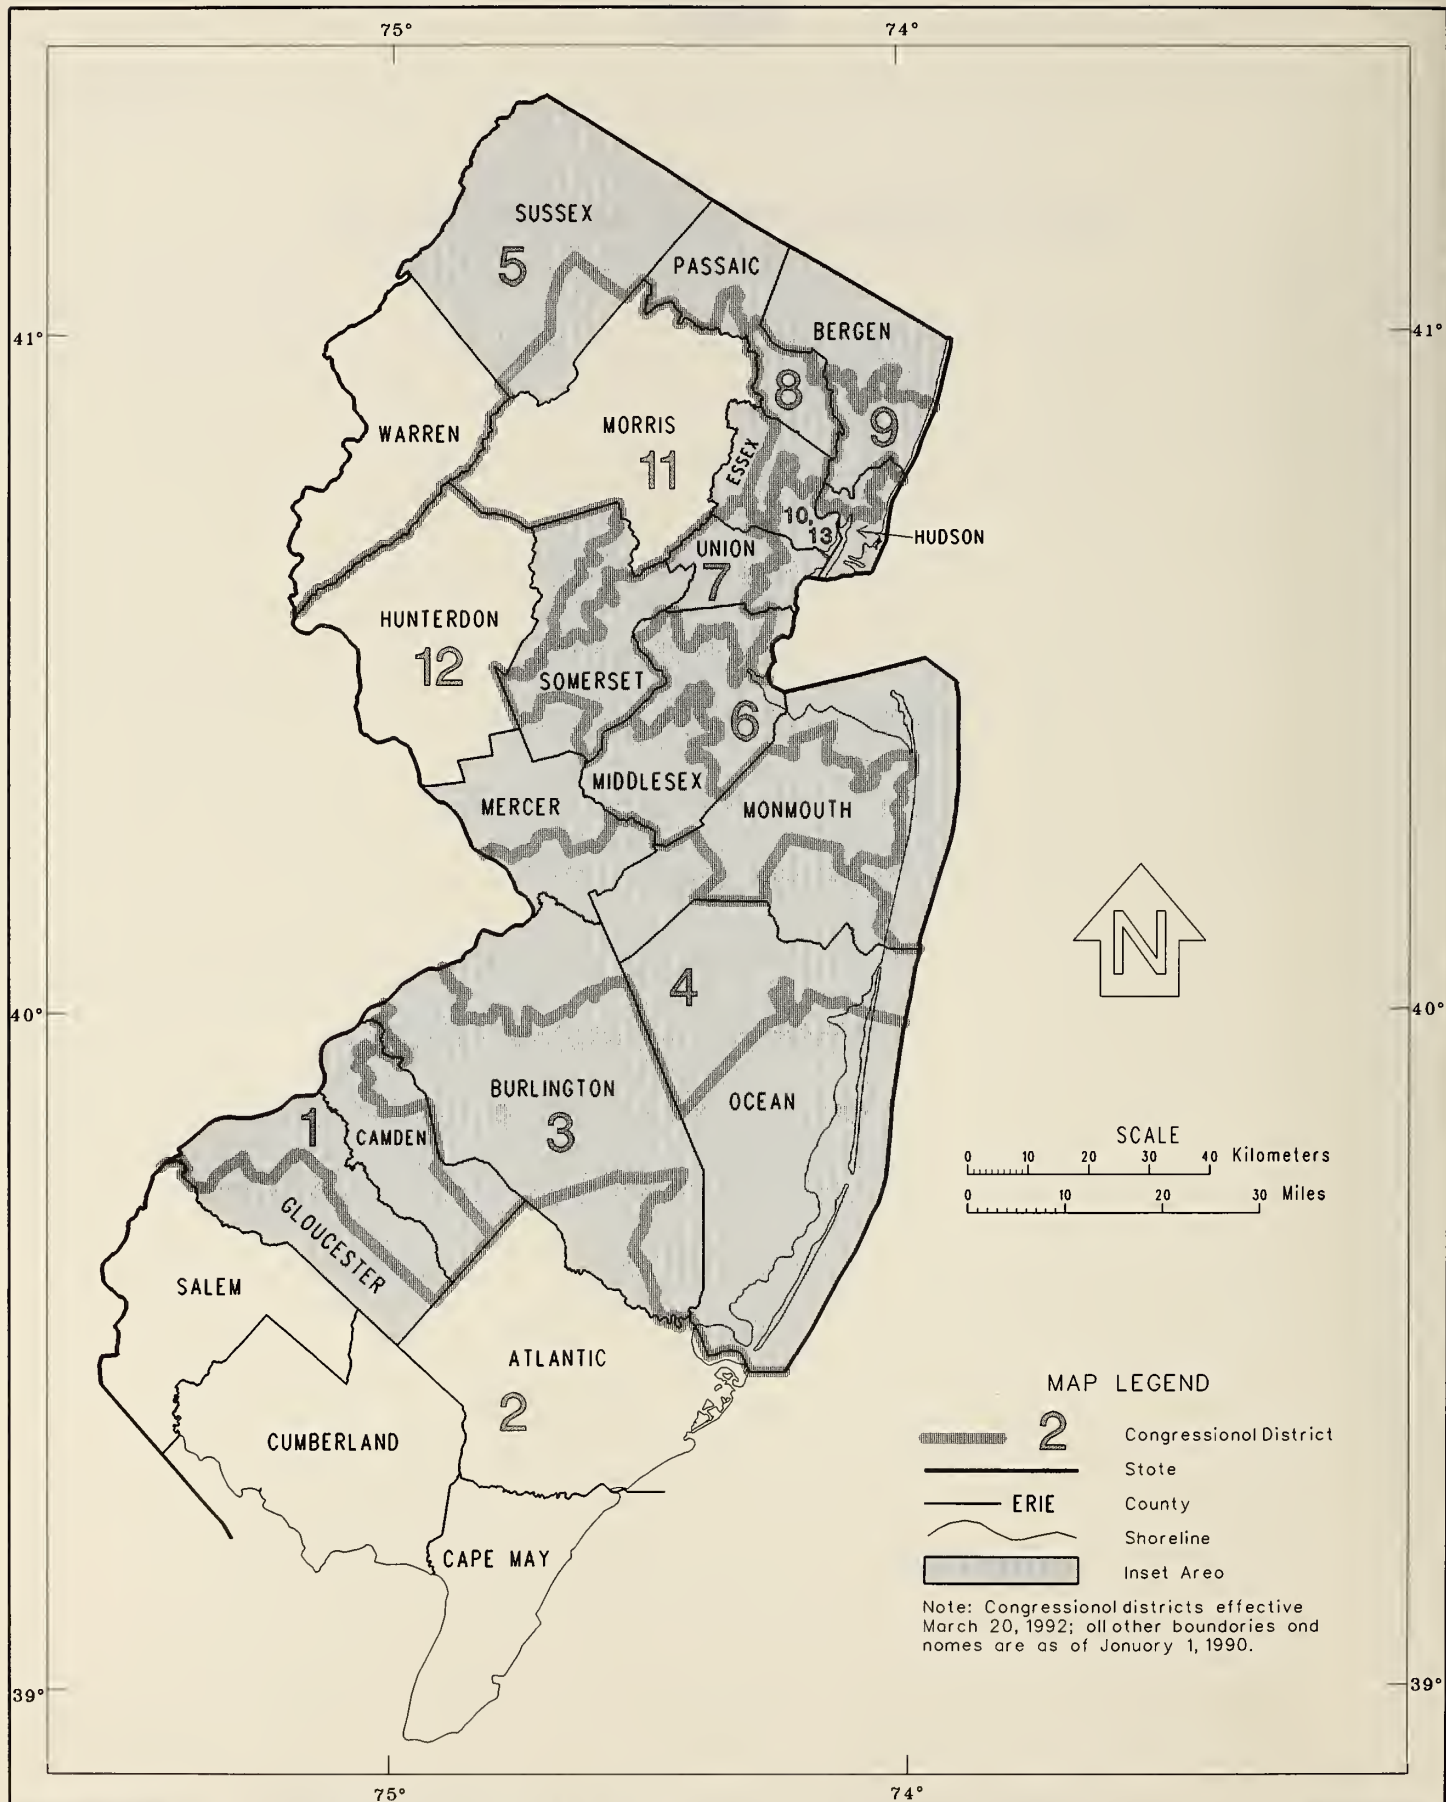 75° 74°
SUSSEX
5
PASSAIC
41° 41°
BERGEN
8
9
WARREN
MORRIS
11
ESSEX
10,
13
HUDSON
UNION
7
HUNTERDON
12
SOMERSET
6
MIDDLESEX
MERCER
MONMOUTH
N
4
40° 40°
BURLINGTON
3
OCEAN
1
CAMDEN
SCALE
0 10 20 30 40 Kilometers
0 10 20 30 Miles
GLOUCESTER
SALEM
ATLANTIC
2
CUMBERLAND
CAPE MAY
MAP LEGEND
2 Congressional District
Stote
ERIE County
Shoreline
Inset Areo
Note: Congressional districts effective
March 20, 1992; oll other boundories ond
nomes are as of Jonuory 1, 1990.
39° 39°
75° 74°